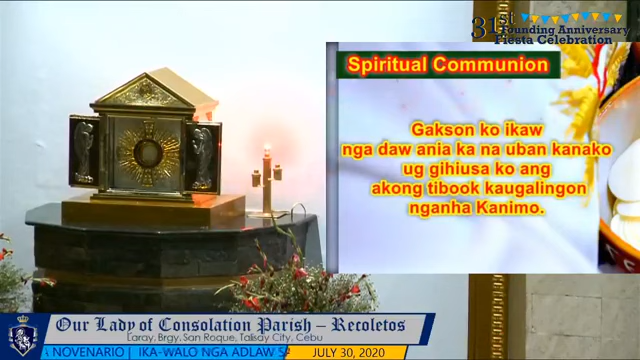 31st
Founding Anniversary
Fiesta Celebration
Spiritual Communion
Gakson ko ikaw
nga daw ania ka na uban kanako
ug gihiusa ko ang
akong tibook kaugalingon
nganha Kanimo.
Our Lady of Consolation Parish – Recoletos
Laray, Brgy. San Roque, Talisay City, Cebu
NOVENARIO | IKA-WALO NGA ADLAW SA
JULY 30, 2020